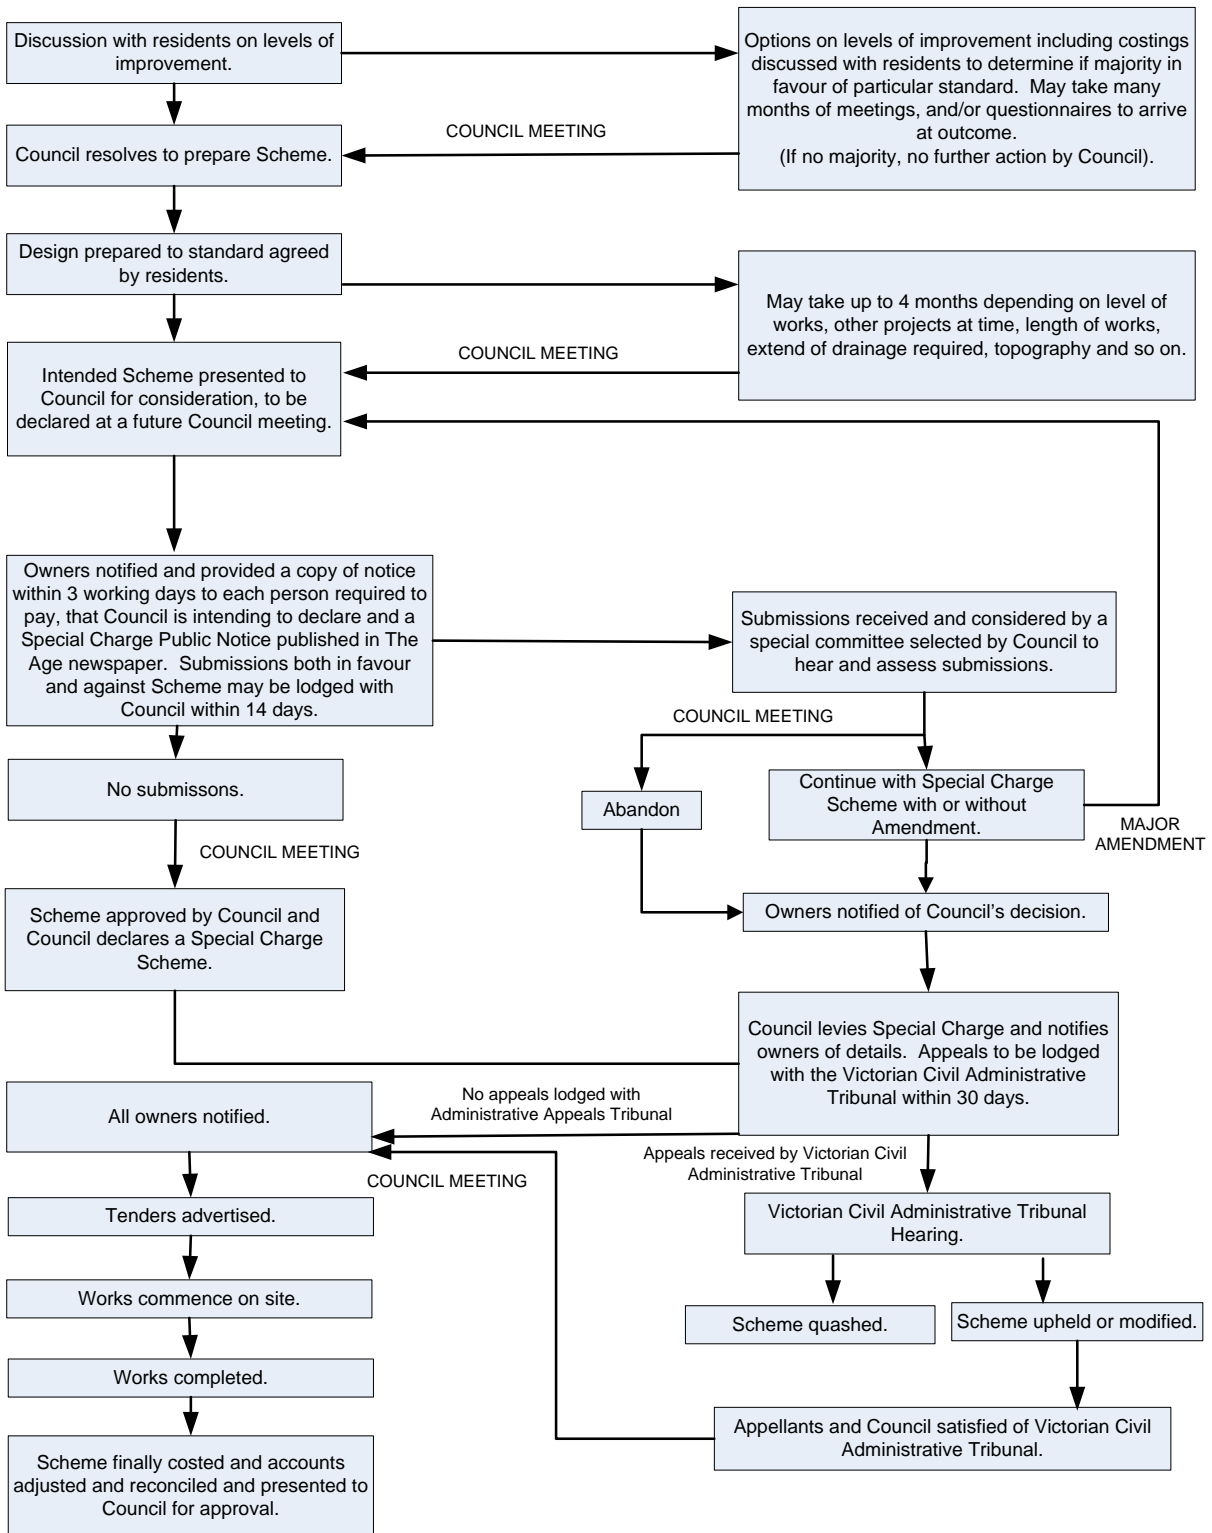 Discussion with residents on levels of
improvement.
Options on levels of improvement including costings
discussed with residents to determine if majority in
favour of particular standard.  May take many
months of meetings, and/or questionnaires to arrive
at outcome.
(If no majority, no further action by Council).
COUNCIL MEETING
Council resolves to prepare Scheme.
Design prepared to standard agreed
by residents.
May take up to 4 months depending on level of
works, other projects at time, length of works,
extend of drainage required, topography and so on.
COUNCIL MEETING
Intended Scheme presented to
Council for consideration, to be
declared at a future Council meeting.
Owners notified and provided a copy of notice
within 3 working days to each person required to
pay, that Council is intending to declare and a
Special Charge Public Notice published in The
Age newspaper.  Submissions both in favour
and against Scheme may be lodged with
Council within 14 days.
Submissions received and considered by a
special committee selected by Council to
hear and assess submissions.
COUNCIL MEETING
No submissons.
Abandon
Continue with Special Charge
Scheme with or without
Amendment.
MAJOR
AMENDMENT
COUNCIL MEETING
Scheme approved by Council and
Council declares a Special Charge
Scheme.
Owners notified of Council's decision.
Council levies Special Charge and notifies
owners of details.  Appeals to be lodged
with the Victorian Civil Administrative
Tribunal within 30 days.
No appeals lodged with
Administrative Appeals Tribunal
All owners notified.
Appeals received by Victorian Civil
Administrative Tribunal
COUNCIL MEETING
Tenders advertised.
Victorian Civil Administrative Tribunal
Hearing.
Works commence on site.
Scheme quashed.
Scheme upheld or modified.
Works completed.
Appellants and Council satisfied of Victorian Civil
Administrative Tribunal.
Scheme finally costed and accounts
adjusted and reconciled and presented to
Council for approval.